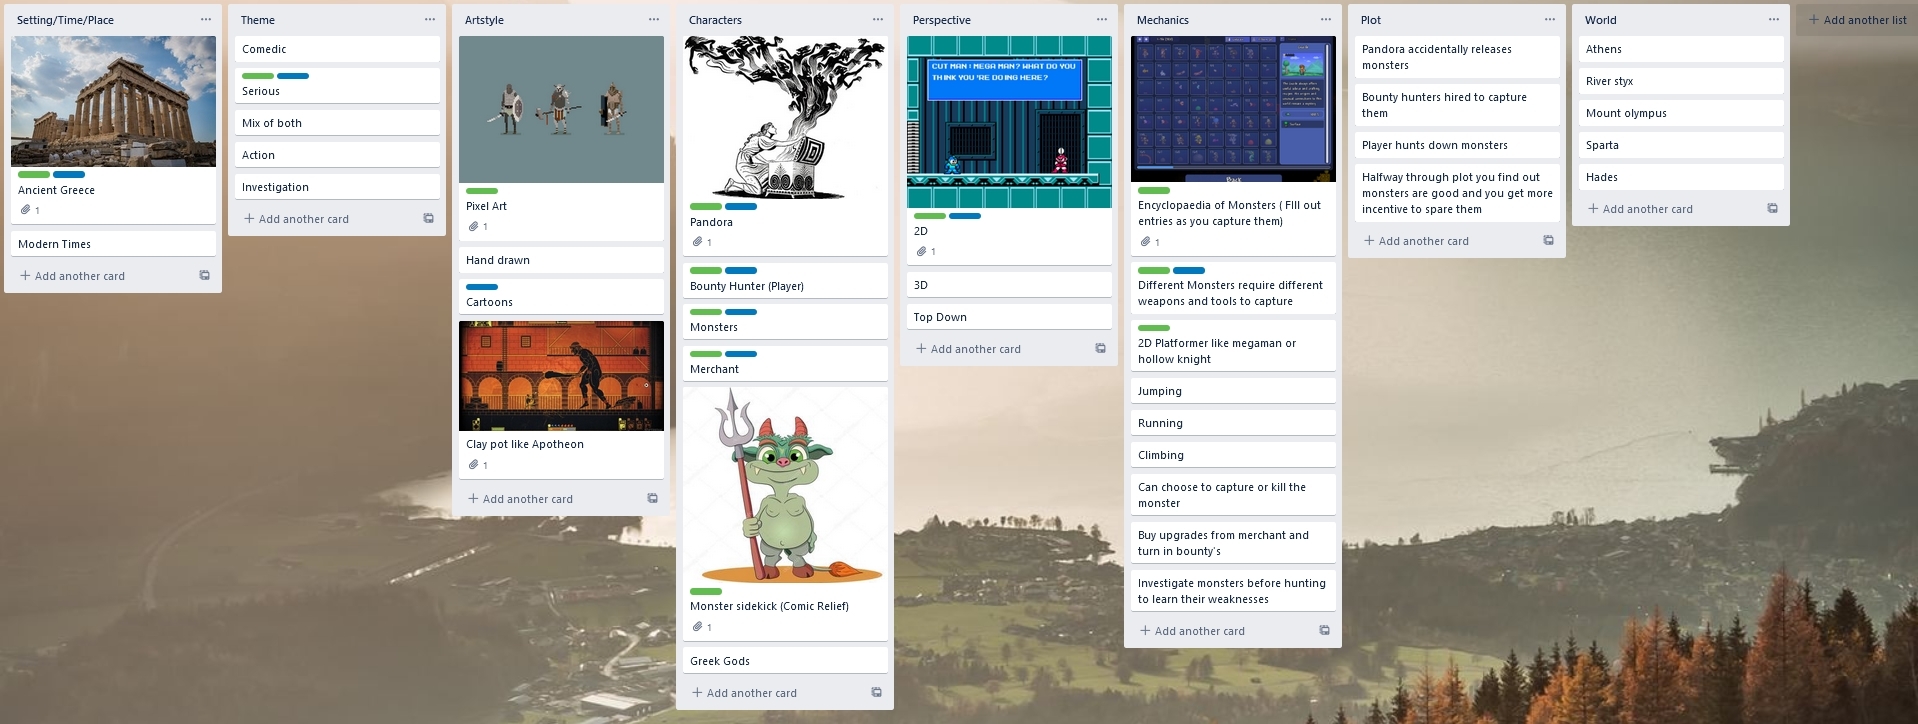 Setting/Time/Place
Ancient Greece
1
Modern Times
+ Add another card
Theme
Comedic
Serious
Mix of both
Action
Investigation
+ Add another card
Artstyle
Pixel Art
1
Hand drawn
Cartoons
Clay pot like Apotheon
1
+ Add another card
Characters
Pandora
1
Bounty Hunter (Player)
Monsters
Merchant
Monster sidekick (Comic Relief)
1
Greek Gods
+ Add another card
Perspective
CUT MAN : MEGA MAN? WHAT DO YOU
THINK YOU 'RE DOING HERE?
2D
1
3D
Top Down
+ Add another card
Mechanics
Back
Encyclopaedia of Monsters ( FIll out
entries as you capture them)
1
Different Monsters require different
weapons and tools to capture
2D Platformer like megaman or
hollow knight
Jumping
Running
Climbing
Can choose to capture or kill the
monster
Buy upgrades from merchant and
turn in bounty's
Investigate monsters before hunting
to learn their weaknesses
+ Add another card
Plot
Pandora accidentally releases
monsters
Bounty hunters hired to capture
them
Player hunts down monsters
Halfway through plot you find out
monsters are good and you get more
incentive to spare them
+ Add another card
World
Athens
River styx
Mount olympus
Sparta
Hades
+ Add another card
+ Add another list